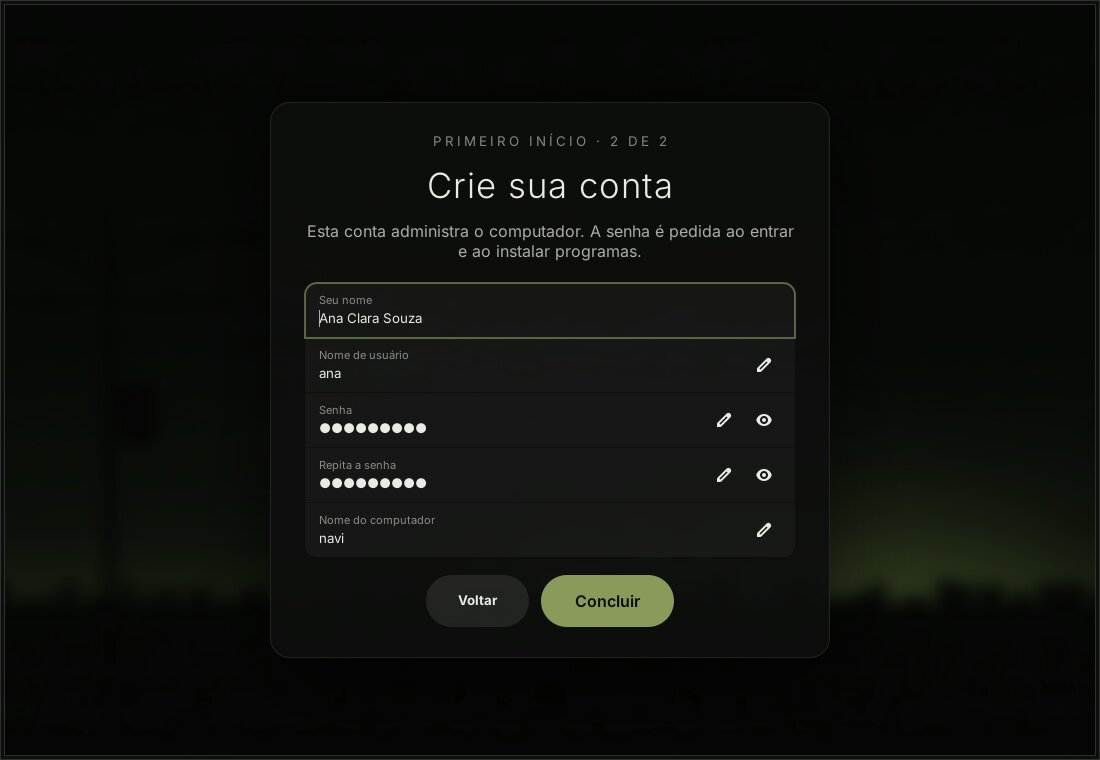 PRIMEIRO INÍCIO · 2 DE 2
Crie sua conta
Esta conta administra o computador. A senha é pedida ao entrar
e ao instalar programas.
Seu nome
Ana Clara Souza
Nome de usuário
ana
Senha
●●●●●●●●●
Repita a senha
●●●●●●●●●
Nome do computador
navi
Voltar
Concluir